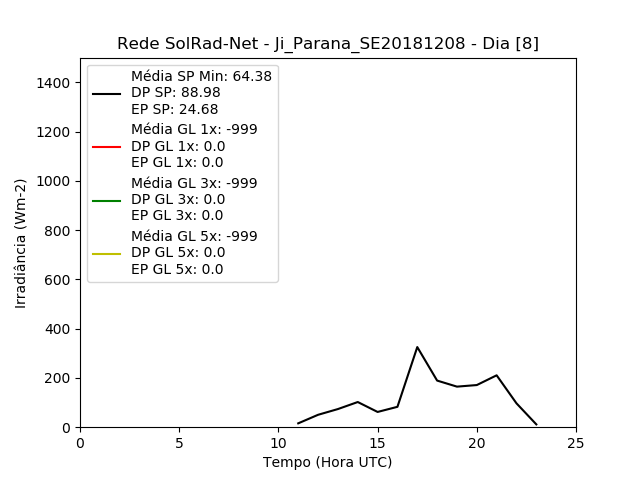 Rede SolRad-Net - Ji_Parana_SE20181208 - Dia [8]
Média SP Min: 64.38
DP SP: 88.98
EP SP: 24.68
Média GL 1x: -999
DP GL 1x: 0.0
EP GL 1x: 0.0
Média GL 3x: -999
DP GL 3x: 0.0
EP GL 3x: 0.0
Média GL 5x: -999
DP GL 5x: 0.0
EP GL 5x: 0.0
Irradiância (Wm-2)
1400
1200
1000
800
600
400
200
0
0 5 10 15 20 25
Tempo (Hora UTC)